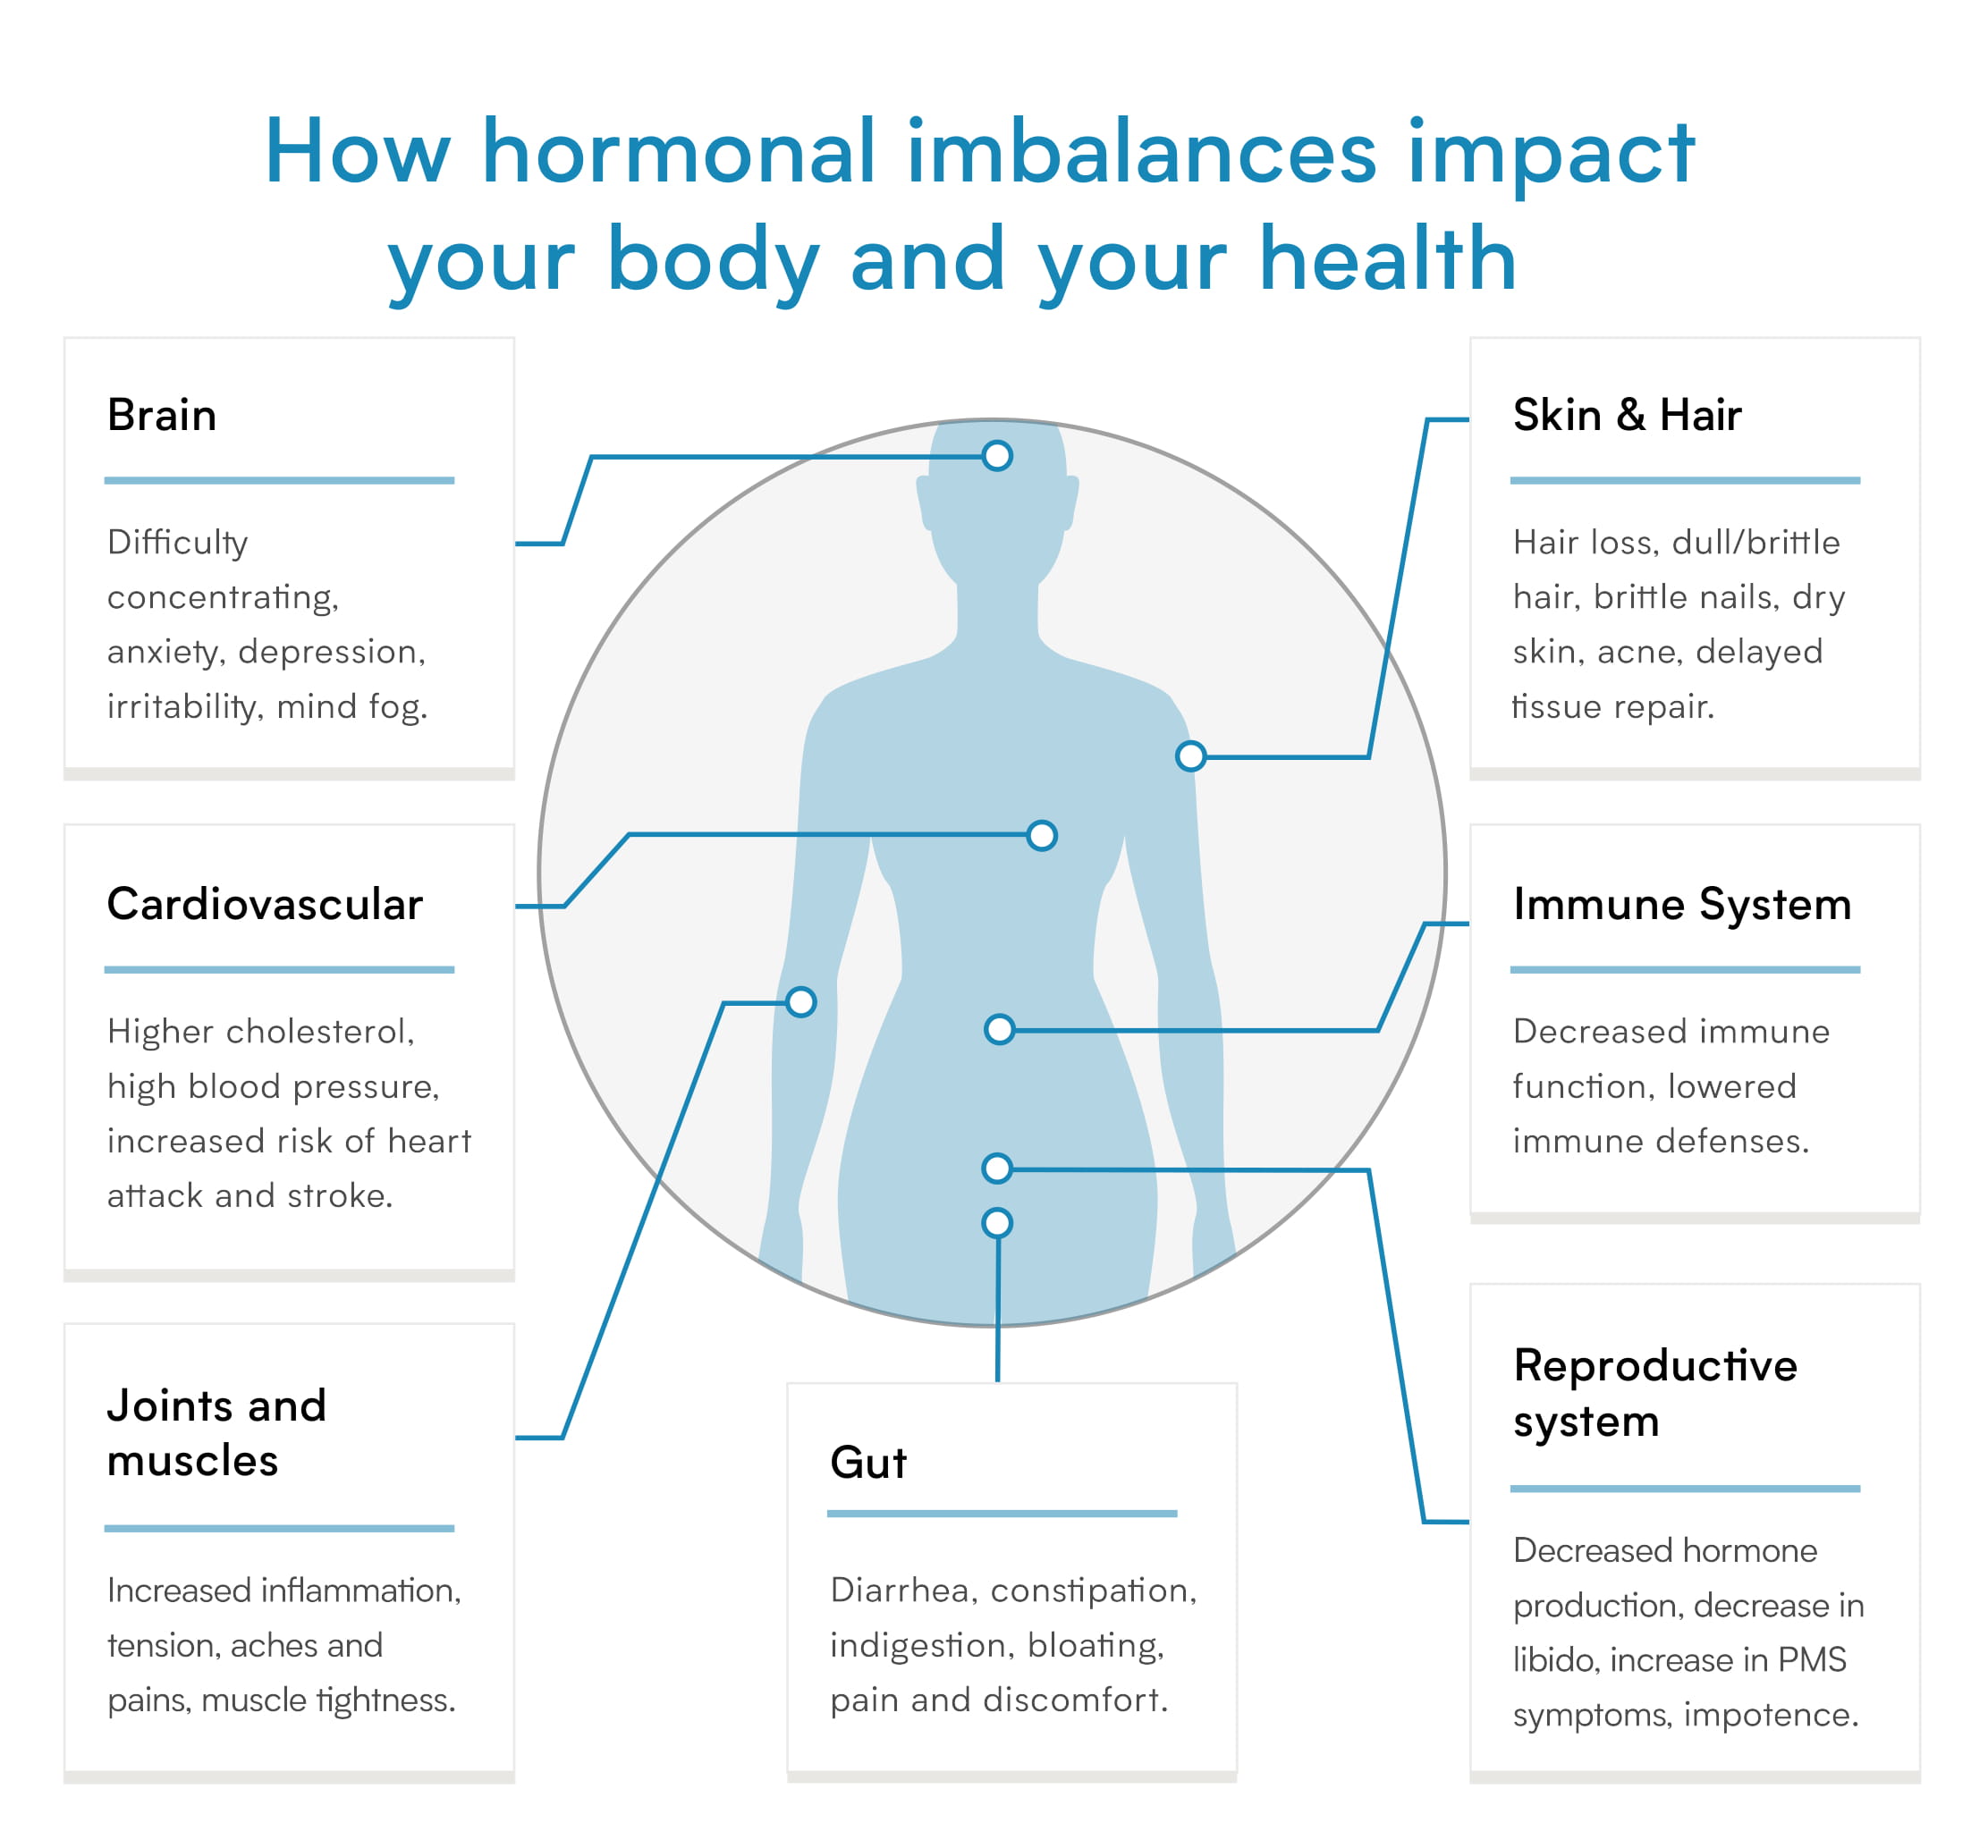 How hormonal imbalances impact
your body and your health
Brain
Difficulty
concentrating,
anxiety, depression,
irritability, mind fog.
Skin & Hair
Hair loss, dull/brittle
hair, brittle nails, dry
skin, acne, delayed
tissue repair.
Cardiovascular
Higher cholesterol,
high blood pressure,
increased risk of heart
attack and stroke.
Immune System
Decreased immune
function, lowered
immune defenses.
Joints and
muscles
Increased inflammation,
tension, aches and
pains, muscle tightness.
Gut
Diarrhea, constipation,
indigestion, bloating,
pain and discomfort.
Reproductive
system
Decreased hormone
production, decrease in
libido, increase in PMS
symptoms, impotence.